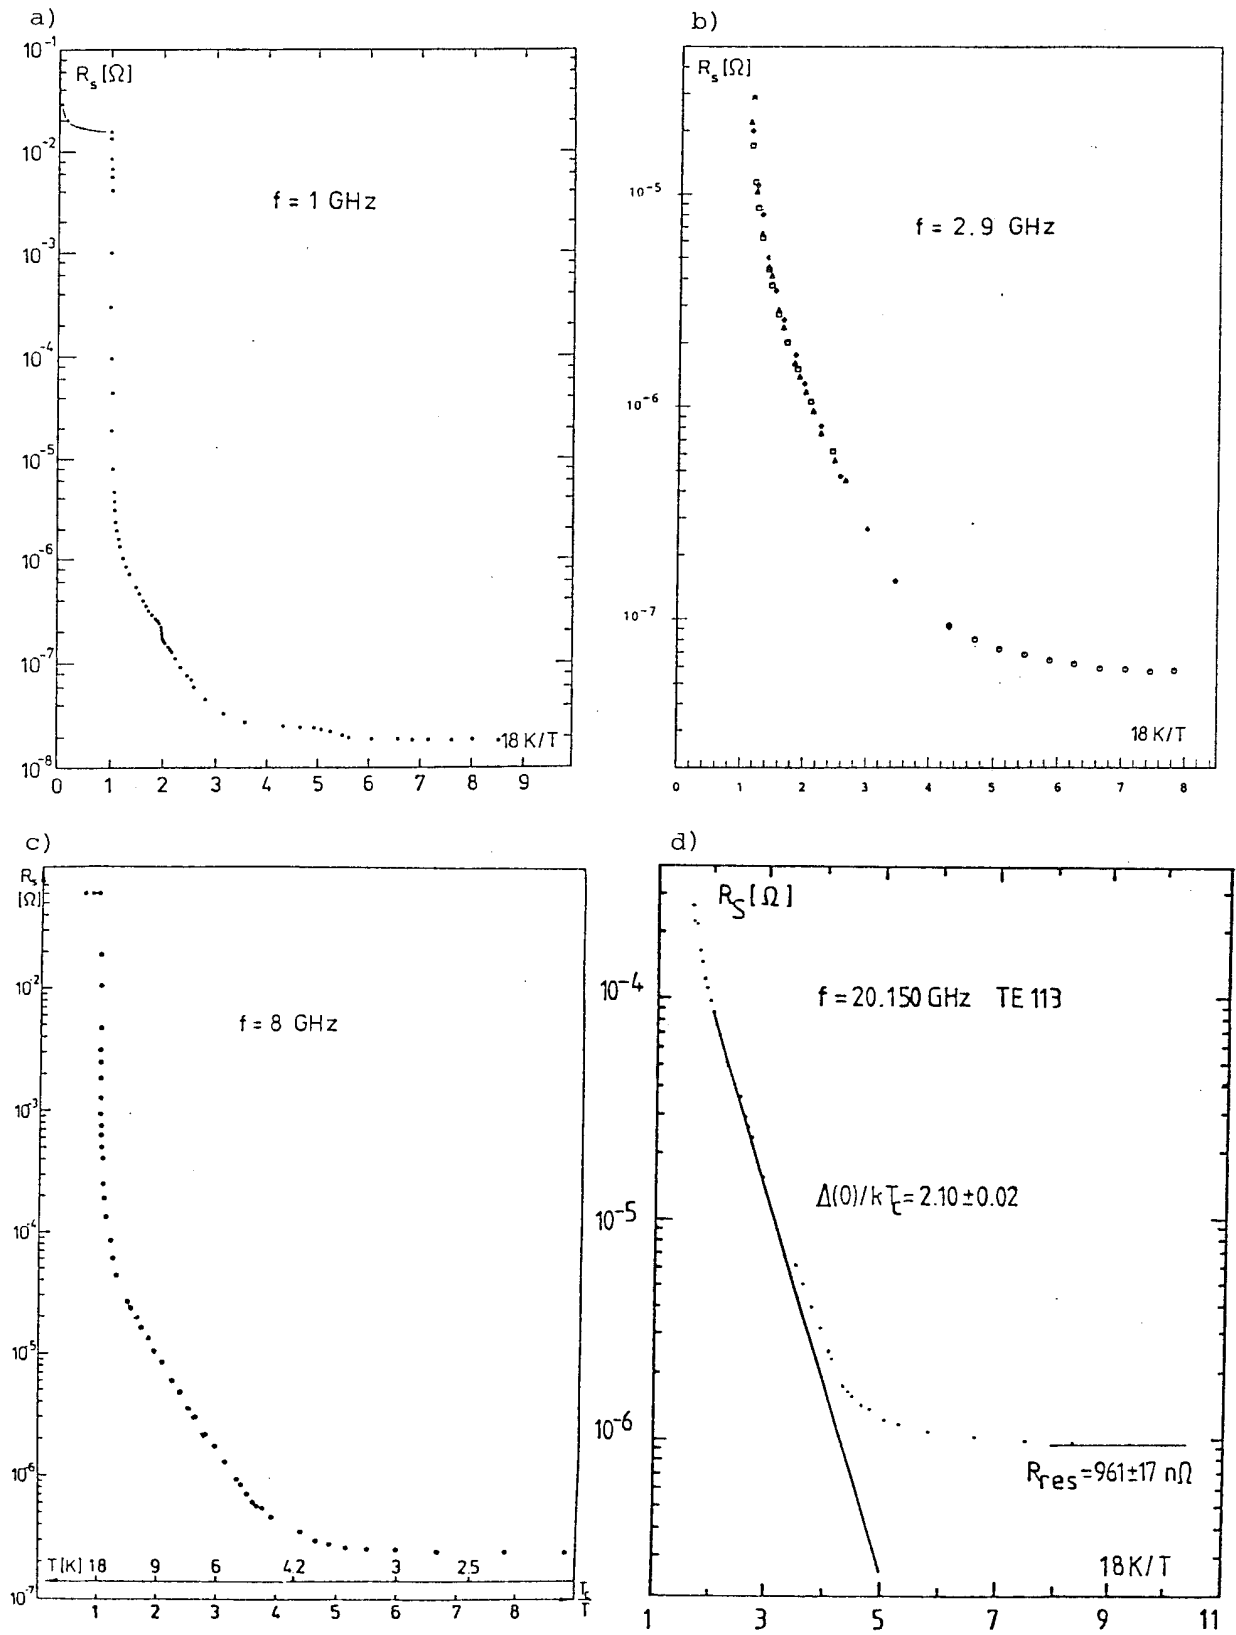 a)
10⁻¹
R_s [Ω]
10⁻²
f = 1 GHz
10⁻³
10⁻⁴
10⁻⁵
10⁻⁶
10⁻⁷
18 K/T
10⁻⁸
0 1 2 3 4 5 6 7 8 9
b)
R_s [Ω]
10⁻⁵
f = 2.9 GHz
10⁻⁶
10⁻⁷
18 K/T
0 1 2 3 4 5 6 7 8
c)
R_s
[Ω]
10⁻²
f = 8 GHz
10⁻³
10⁻⁴
10⁻⁵
10⁻⁶
T [K] 18 9 6 4.2 3 2.5
10⁻⁷
T_c
T
1 2 3 4 5 6 7 8
d)
R_S [Ω]
10⁻⁴
f = 20.150 GHz TE 113
Δ(0)/k T_c = 2.10 ± 0.02
10⁻⁵
10⁻⁶
R_res = 961 ± 17 nΩ
18 K/T
1 3 5 7 9 11